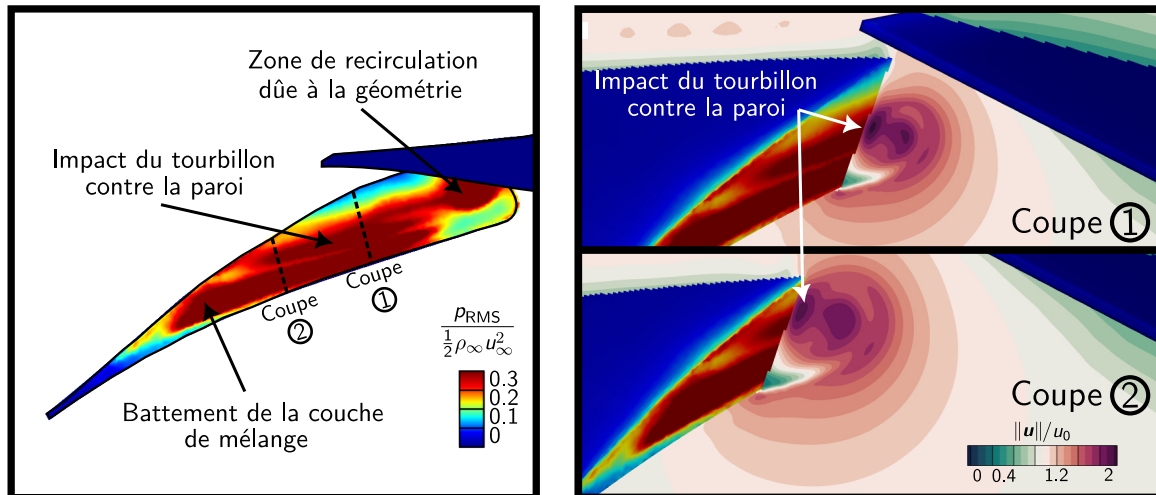 Zone de recirculation
dûe à la géométrie
Impact du tourbillon
contre la paroi
Coupe
①
Coupe
②
Battement de la couche
de mélange
p_RMS
½ρ∞u∞²
0.3
0.2
0.1
0
Impact du tourbillon
contre la paroi
Coupe ①
Coupe ②
‖u‖/u₀
0 0.4 1.2 2